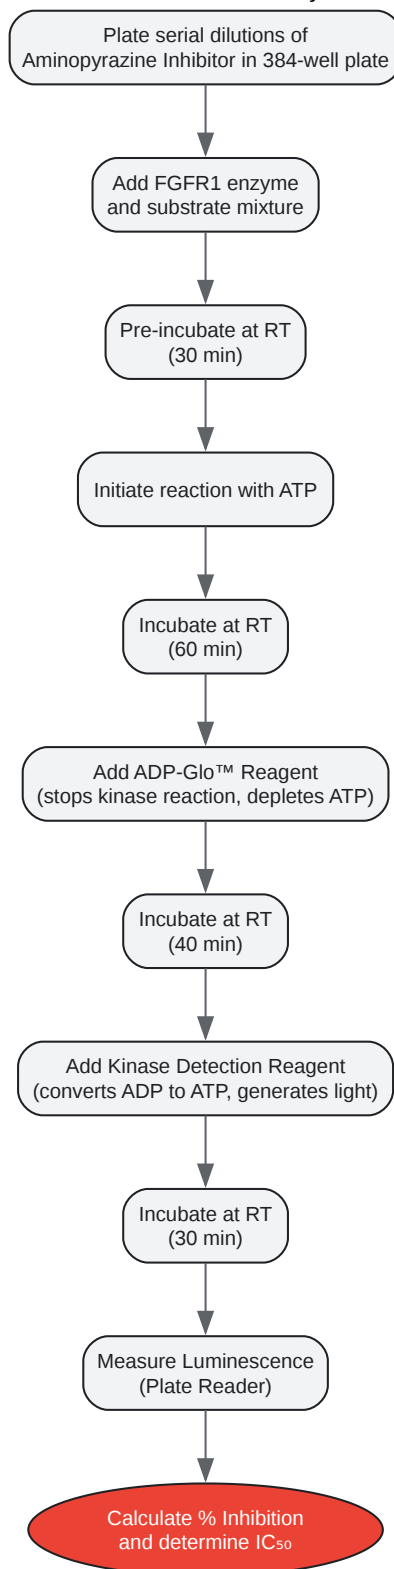 Plate serial dilutions of
Aminopyrazine Inhibitor in 384-well plate
Add FGFR1 enzyme
and substrate mixture
Pre-incubate at RT
(30 min)
Initiate reaction with ATP
Incubate at RT
(60 min)
Add ADP-Glo™ Reagent
(stops kinase reaction, depletes ATP)
Incubate at RT
(40 min)
Add Kinase Detection Reagent
(converts ADP to ATP, generates light)
Incubate at RT
(30 min)
Measure Luminescence
(Plate Reader)
Calculate % Inhibition
and determine IC₅₀